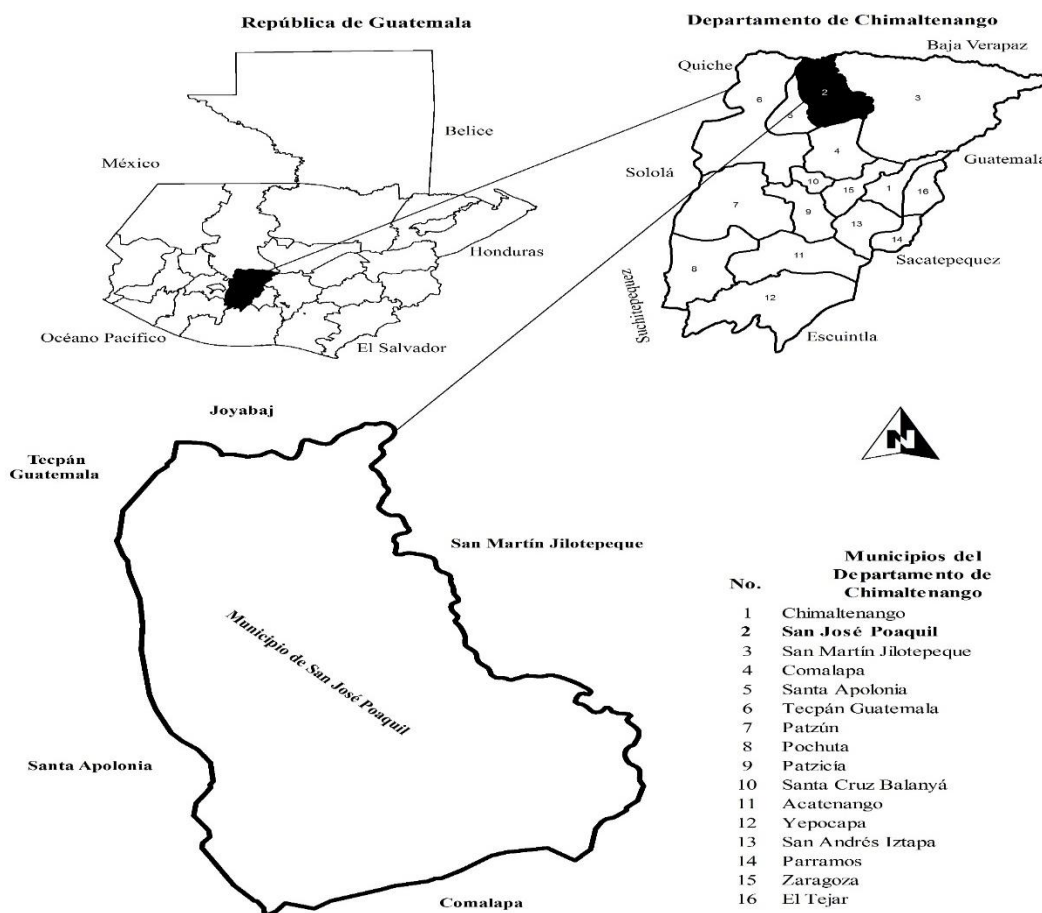 República de Guatemala
Belice
México
Honduras
Océano Pacifico
El Salvador
Departamento de Chimaltenango
Baja Verapaz
Quiche
2
6
3
5
4
Guatemala
Sololá
10
15
1
16
7
9
13
14
Sacatepequez
8
11
Suchitepequez
12
Escuintla
Joyabaj
Tecpán
Guatemala
San Martín Jilotepeque
Municipio de San José Poaquil
Santa Apolonia
Comalapa
N
No. Municipios del
Departamento de
Chimaltenango
1 Chimaltenango
2 San José Poaquil
3 San Martín Jilotepeque
4 Comalapa
5 Santa Apolonia
6 Tecpán Guatemala
7 Patzún
8 Pochuta
9 Patzicía
10 Santa Cruz Balanyá
11 Acatenango
12 Yepocapa
13 San Andrés Iztapa
14 Parramos
15 Zaragoza
16 El Tejar